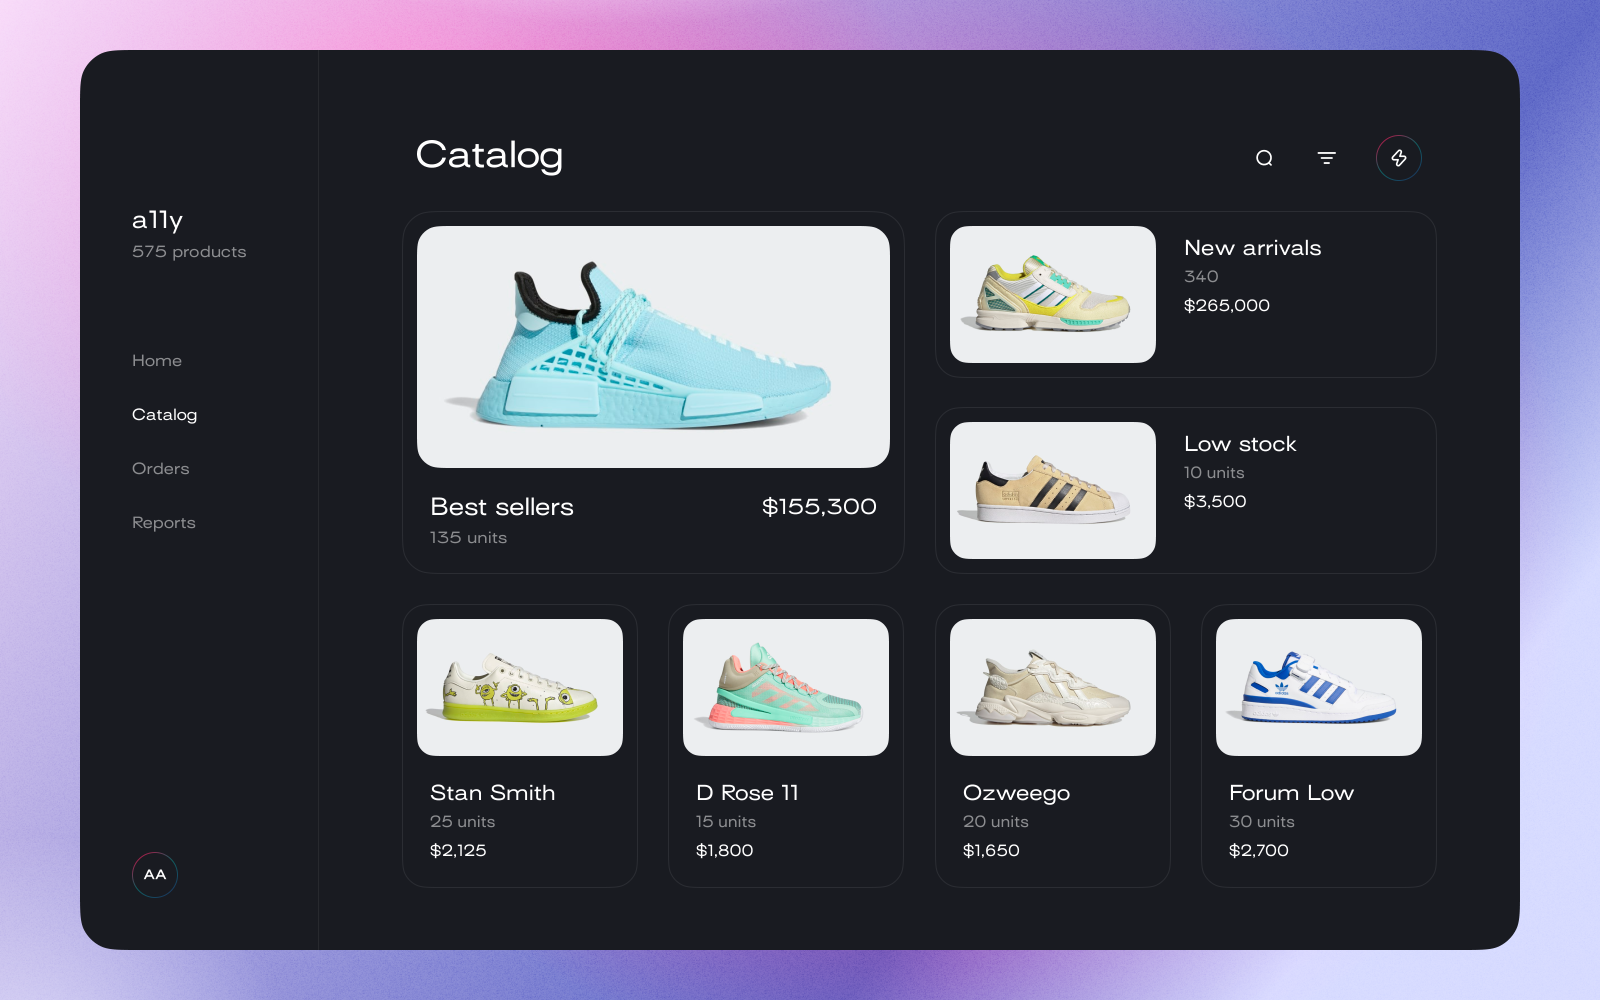 Catalog
a11y
575 products
Home
Catalog
Orders
Reports
AA
Best sellers
$155,300
135 units
New arrivals
340
$265,000
Low stock
10 units
$3,500
Stan Smith
25 units
$2,125
D Rose 11
15 units
$1,800
Ozweego
20 units
$1,650
Forum Low
30 units
$2,700